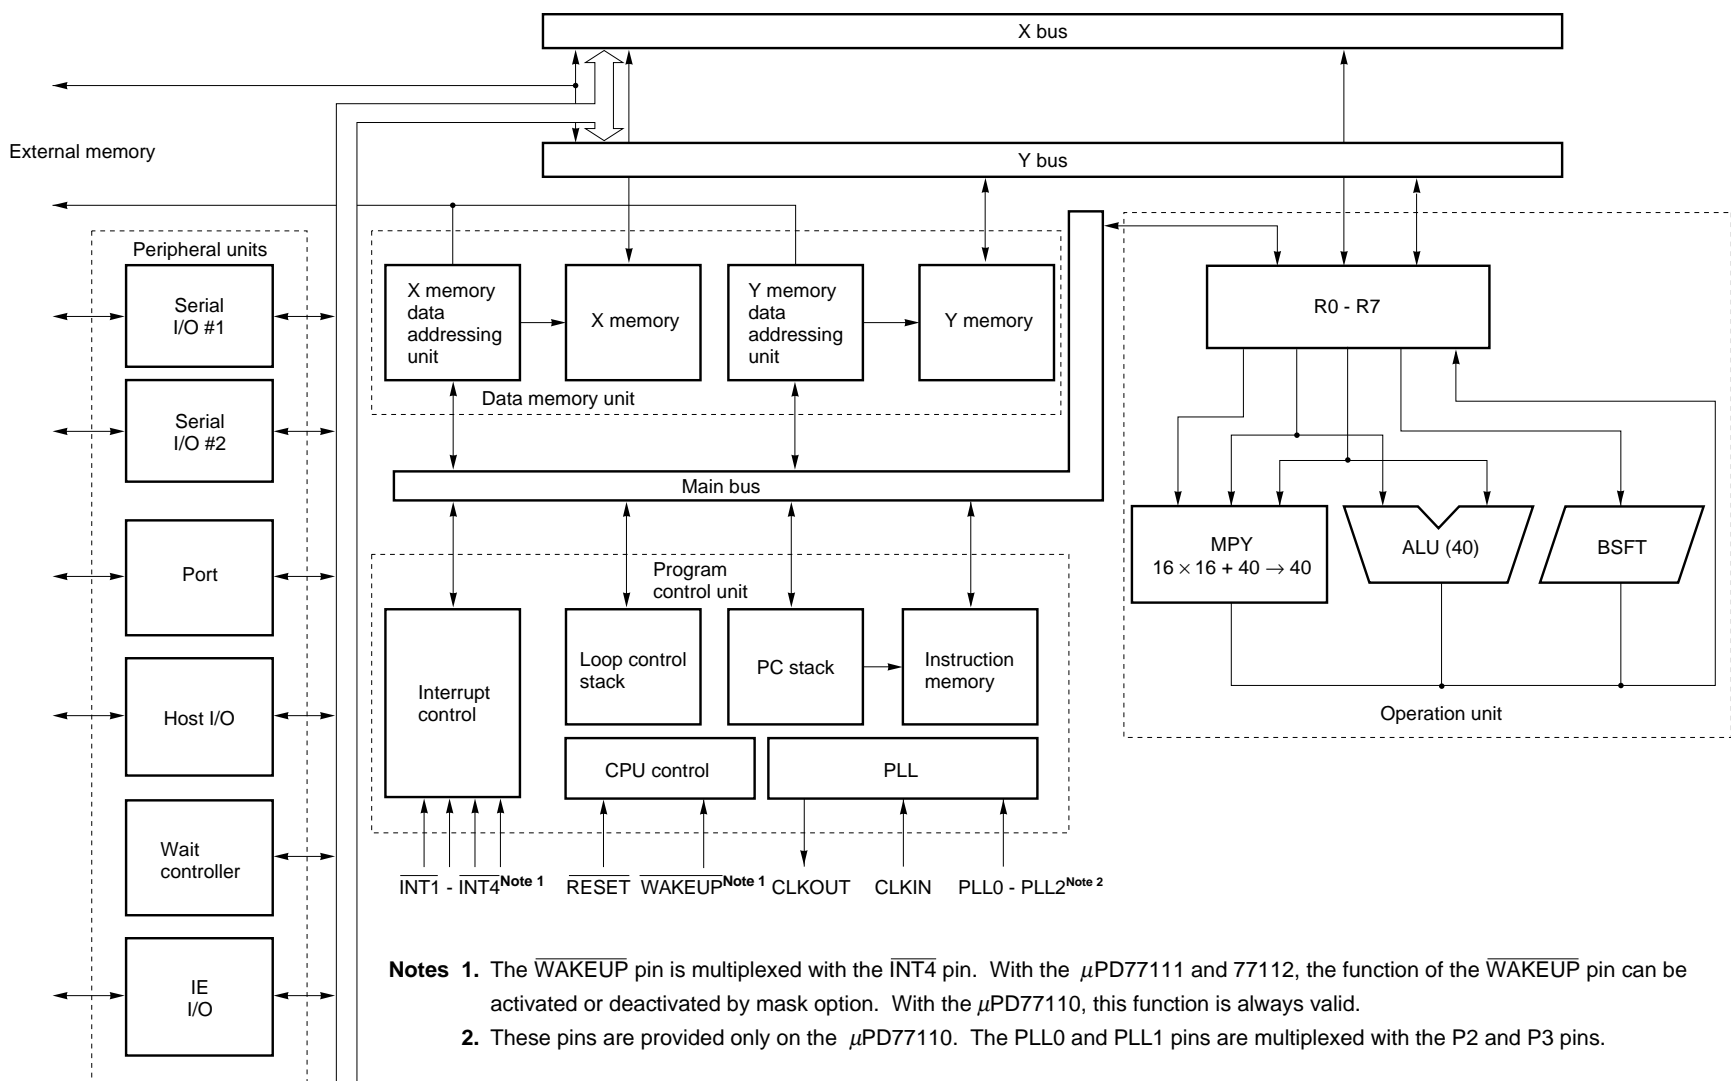 X bus
External memory
Y bus
Peripheral units
Serial
I/O #1
X memory
data
addressing
unit
X memory
Y memory
data
addressing
unit
Y memory
R0 - R7
Data memory unit
Serial
I/O #2
Main bus
MPY
16 × 16 + 40 → 40
ALU (40)
BSFT
Port
Program
control unit
Interrupt
control
Loop control
stack
PC stack
Instruction
memory
Host I/O
Operation unit
CPU control
PLL
Wait
controller
INT1 - INT4Note 1 RESET WAKEUPNote 1 CLKOUT CLKIN PLL0 - PLL2Note 2
IE
I/O
Notes 1. The WAKEUP pin is multiplexed with the INT4 pin. With the μPD77111 and 77112, the function of the WAKEUP pin can be
activated or deactivated by mask option. With the μPD77110, this function is always valid.
2. These pins are provided only on the μPD77110. The PLL0 and PLL1 pins are multiplexed with the P2 and P3 pins.